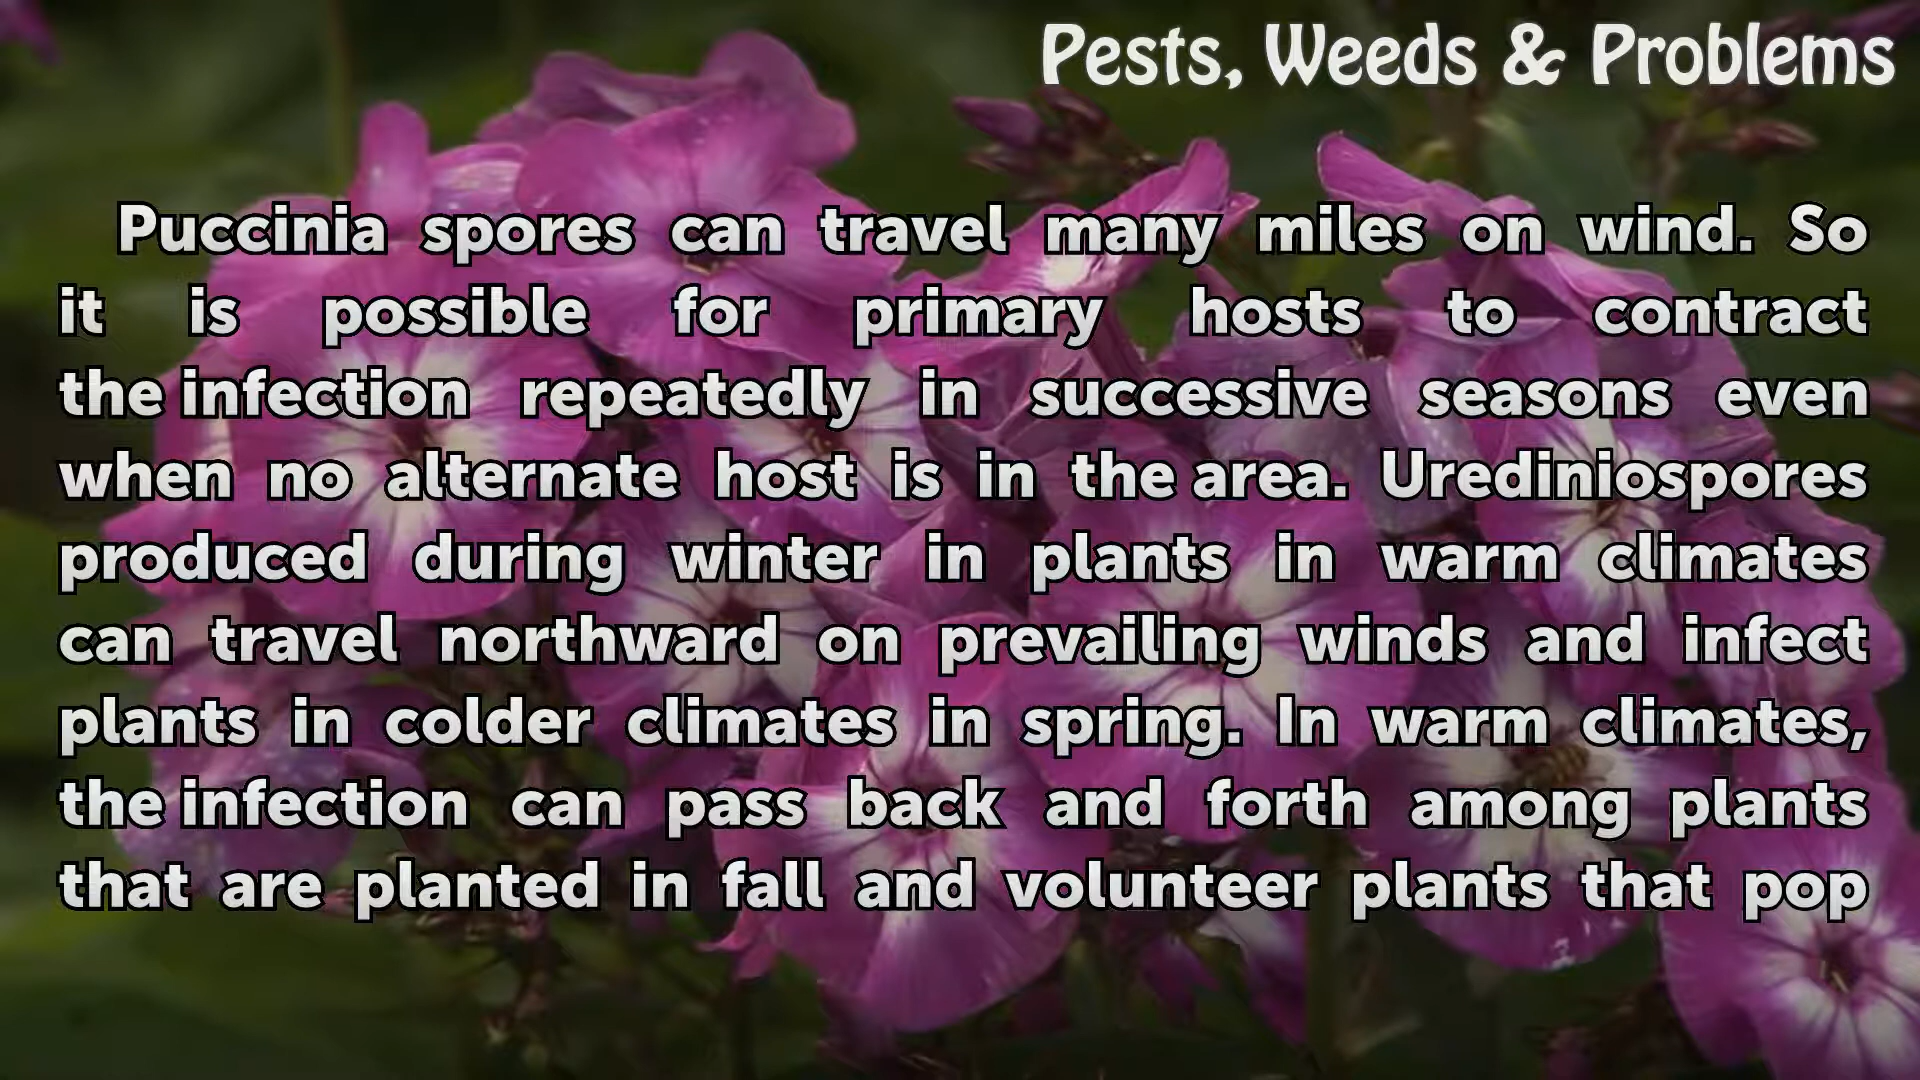 Pests, Weeds & Problems
Puccinia spores can travel many miles on wind. So
it is possible for primary hosts to contract
the infection repeatedly in successive seasons even
when no alternate host is in the area. Urediniospores
produced during winter in plants in warm climates
can travel northward on prevailing winds and infect
plants in colder climates in spring. In warm climates,
the infection can pass back and forth among plants
that are planted in fall and volunteer plants that pop